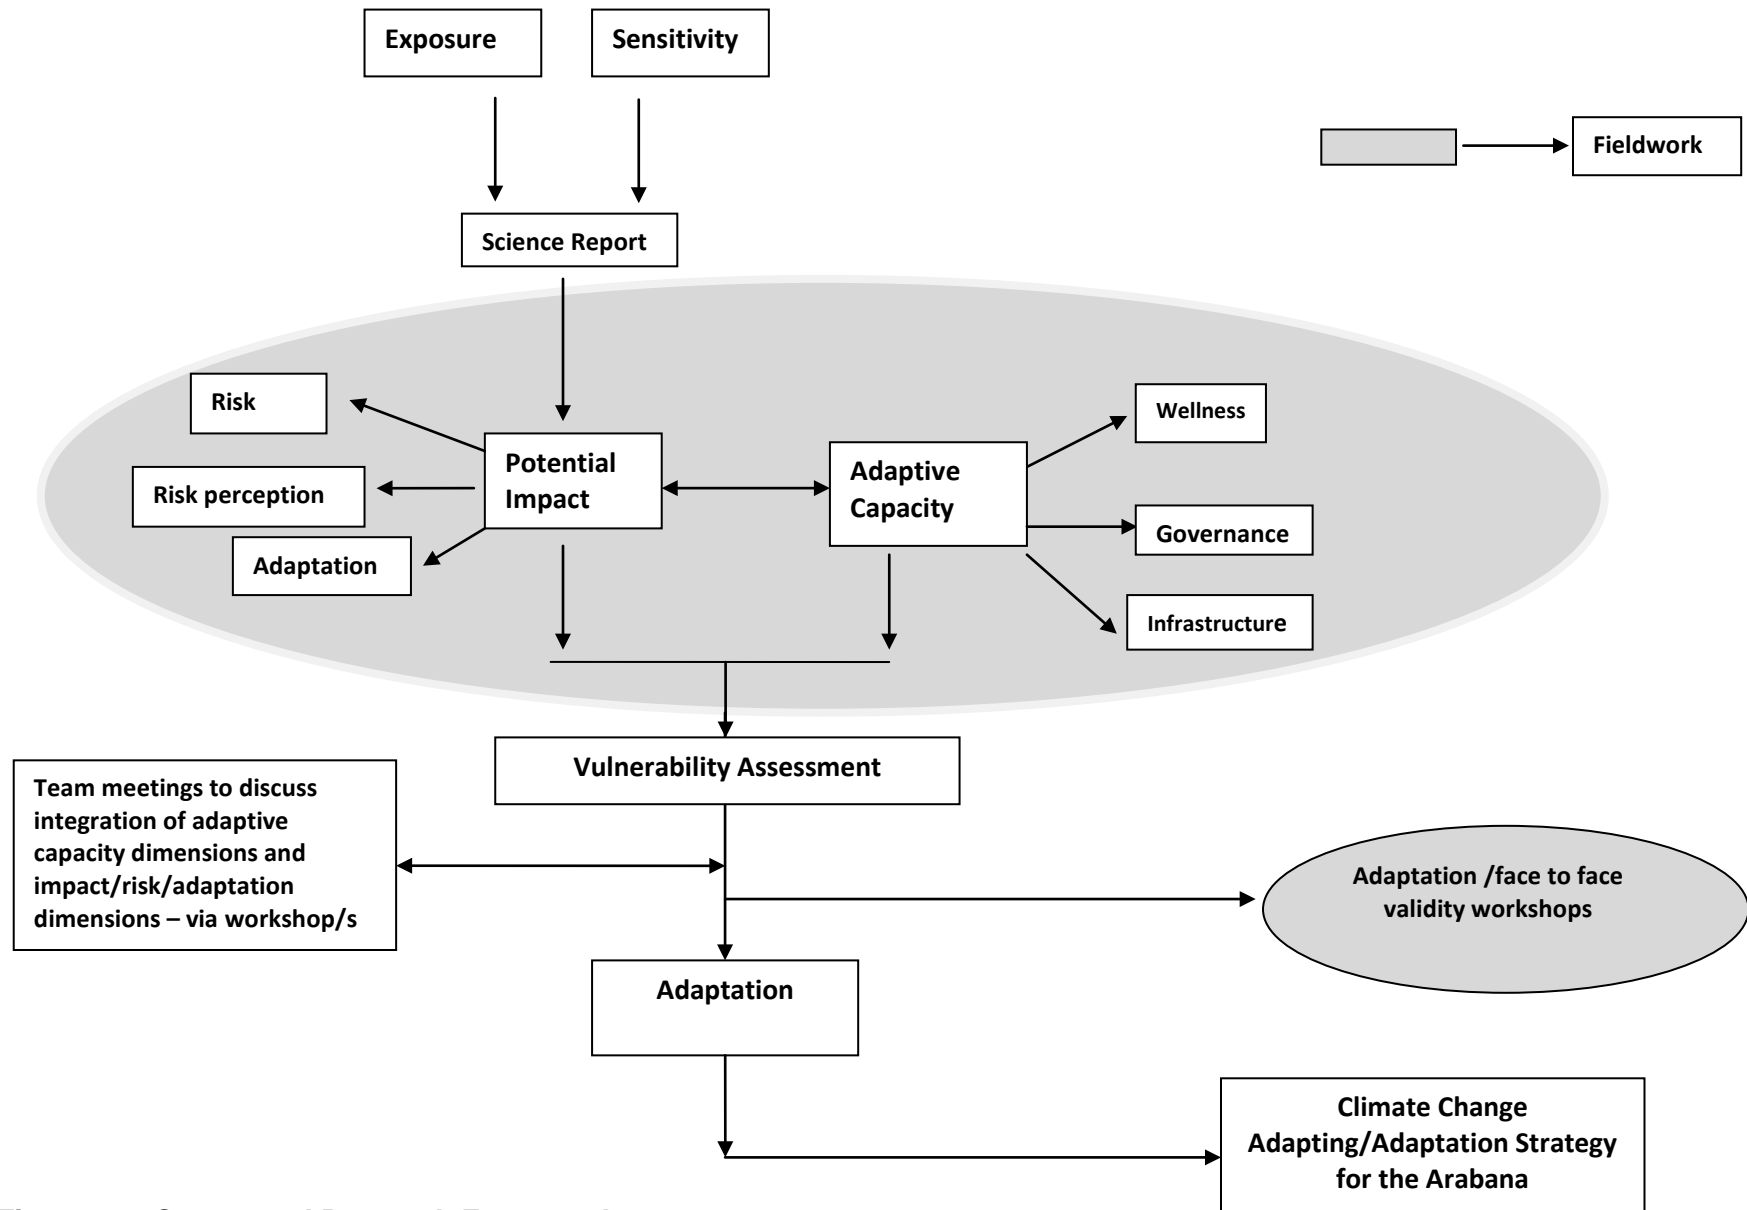 Exposure
Sensitivity
Fieldwork
Science Report
Risk
Wellness
Potential
Impact
Adaptive
Capacity
Risk perception
Governance
Adaptation
Infrastructure
Vulnerability Assessment
Team meetings to discuss
integration of adaptive
capacity dimensions and
impact/risk/adaptation
dimensions – via workshop/s
Adaptation /face to face
validity workshops
Adaptation
Climate Change
Adapting/Adaptation Strategy
for the Arabana